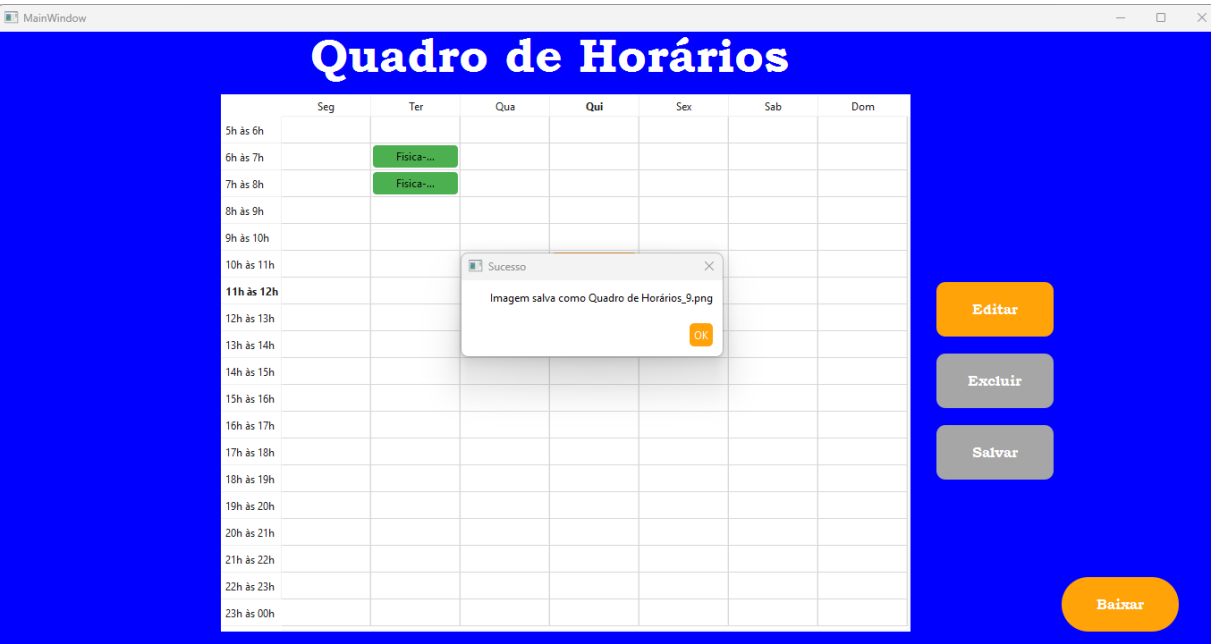 MainWindow
Quadro de Horários
Seg Ter Qua Qui Sex Sab Dom
5h às 6h
6h às 7h Fisica-...
7h às 8h Fisica-...
8h às 9h
9h às 10h
10h às 11h
Sucesso
11h às 12h
Imagem salva como Quadro de Horários_9.png
12h às 13h
OK
13h às 14h
14h às 15h
15h às 16h
16h às 17h
17h às 18h
18h às 19h
19h às 20h
20h às 21h
21h às 22h
22h às 23h
23h às 00h
Editar
Excluir
Salvar
Baixar